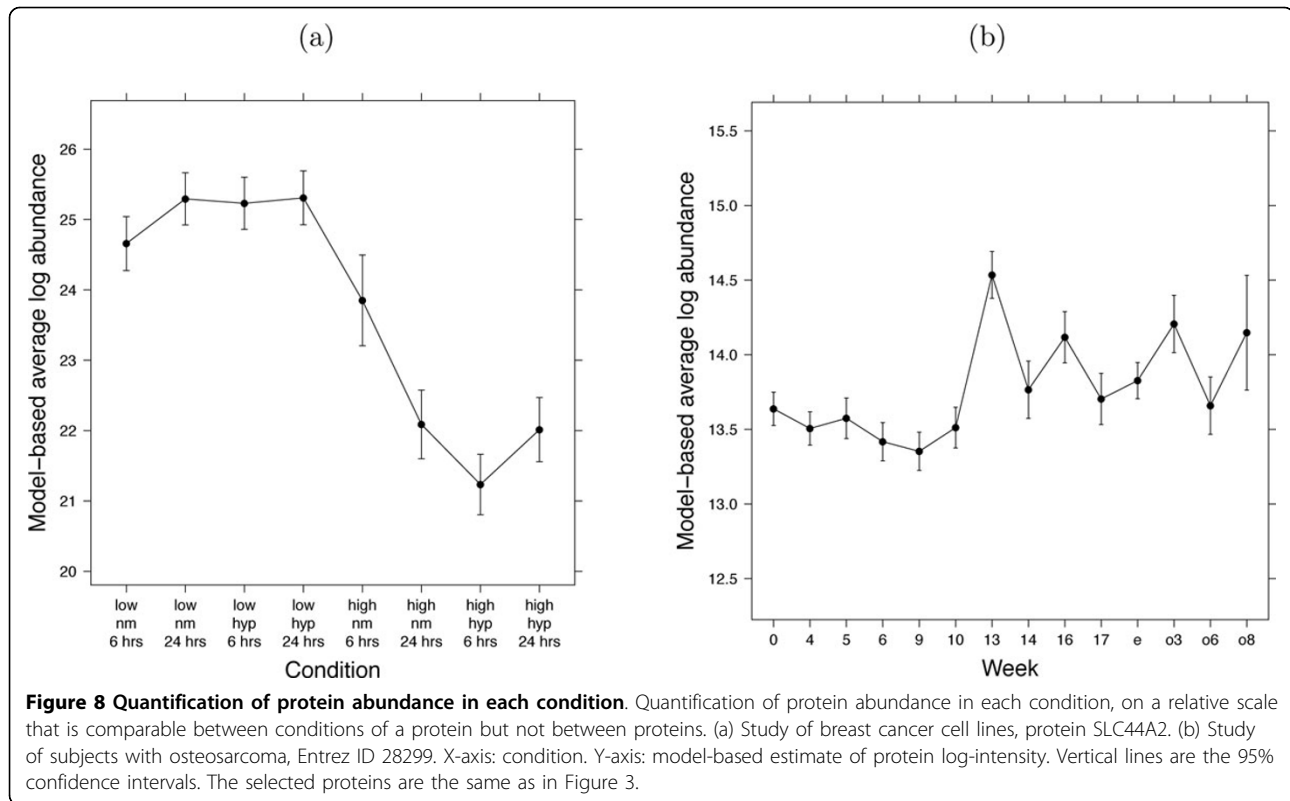 (a)
(b)
Model-based average log abundance
26
25
24
23
22
21
20
low nm 6 hrs
low nm 24 hrs
low hyp 6 hrs
low hyp 24 hrs
high nm 6 hrs
high nm 24 hrs
high hyp 6 hrs
high hyp 24 hrs
Condition
Model-based average log abundance
15.5
15.0
14.5
14.0
13.5
13.0
12.5
0 4 5 6 9 10 13 14 16 17 e o3 o6 o8
Week
Figure 8 Quantification of protein abundance in each condition. Quantification of protein abundance in each condition, on a relative scale
that is comparable between conditions of a protein but not between proteins. (a) Study of breast cancer cell lines, protein SLC44A2. (b) Study
of subjects with osteosarcoma, Entrez ID 28299. X-axis: condition. Y-axis: model-based estimate of protein log-intensity. Vertical lines are the 95%
confidence intervals. The selected proteins are the same as in Figure 3.